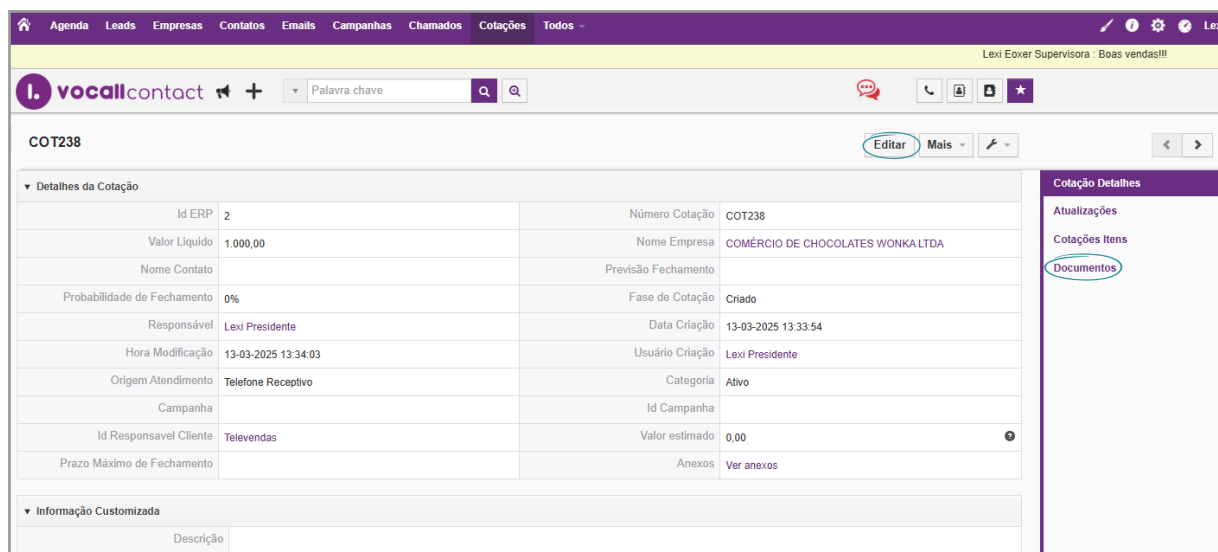 Agenda Leads Empresas Contatos Emails Campanhas Chamados Cotações Todos Lex
Lexi Eoxer Supervisora : Boas vendas!!!
l. vocallcontact Palavra chave
COT238 Editar Mais
Detalhes da Cotação
Id ERP 2 Número Cotação COT238
Valor Liquido 1.000,00 Nome Empresa COMÉRCIO DE CHOCOLATES WONKA LTDA
Nome Contato Previsão Fechamento
Probabilidade de Fechamento 0% Fase de Cotação Criado
Responsável Lexi Presidente Data Criação 13-03-2025 13:33:54
Hora Modificação 13-03-2025 13:34:03 Usuário Criação Lexi Presidente
Origem Atendimento Telefone Receptivo Categoria Ativo
Campanha Id Campanha
Id Responsavel Cliente Televendas Valor estimado 0,00
Prazo Máximo de Fechamento Anexos Ver anexos
Informação Customizada
Descrição
Cotação Detalhes
Atualizações
Cotações Itens
Documentos